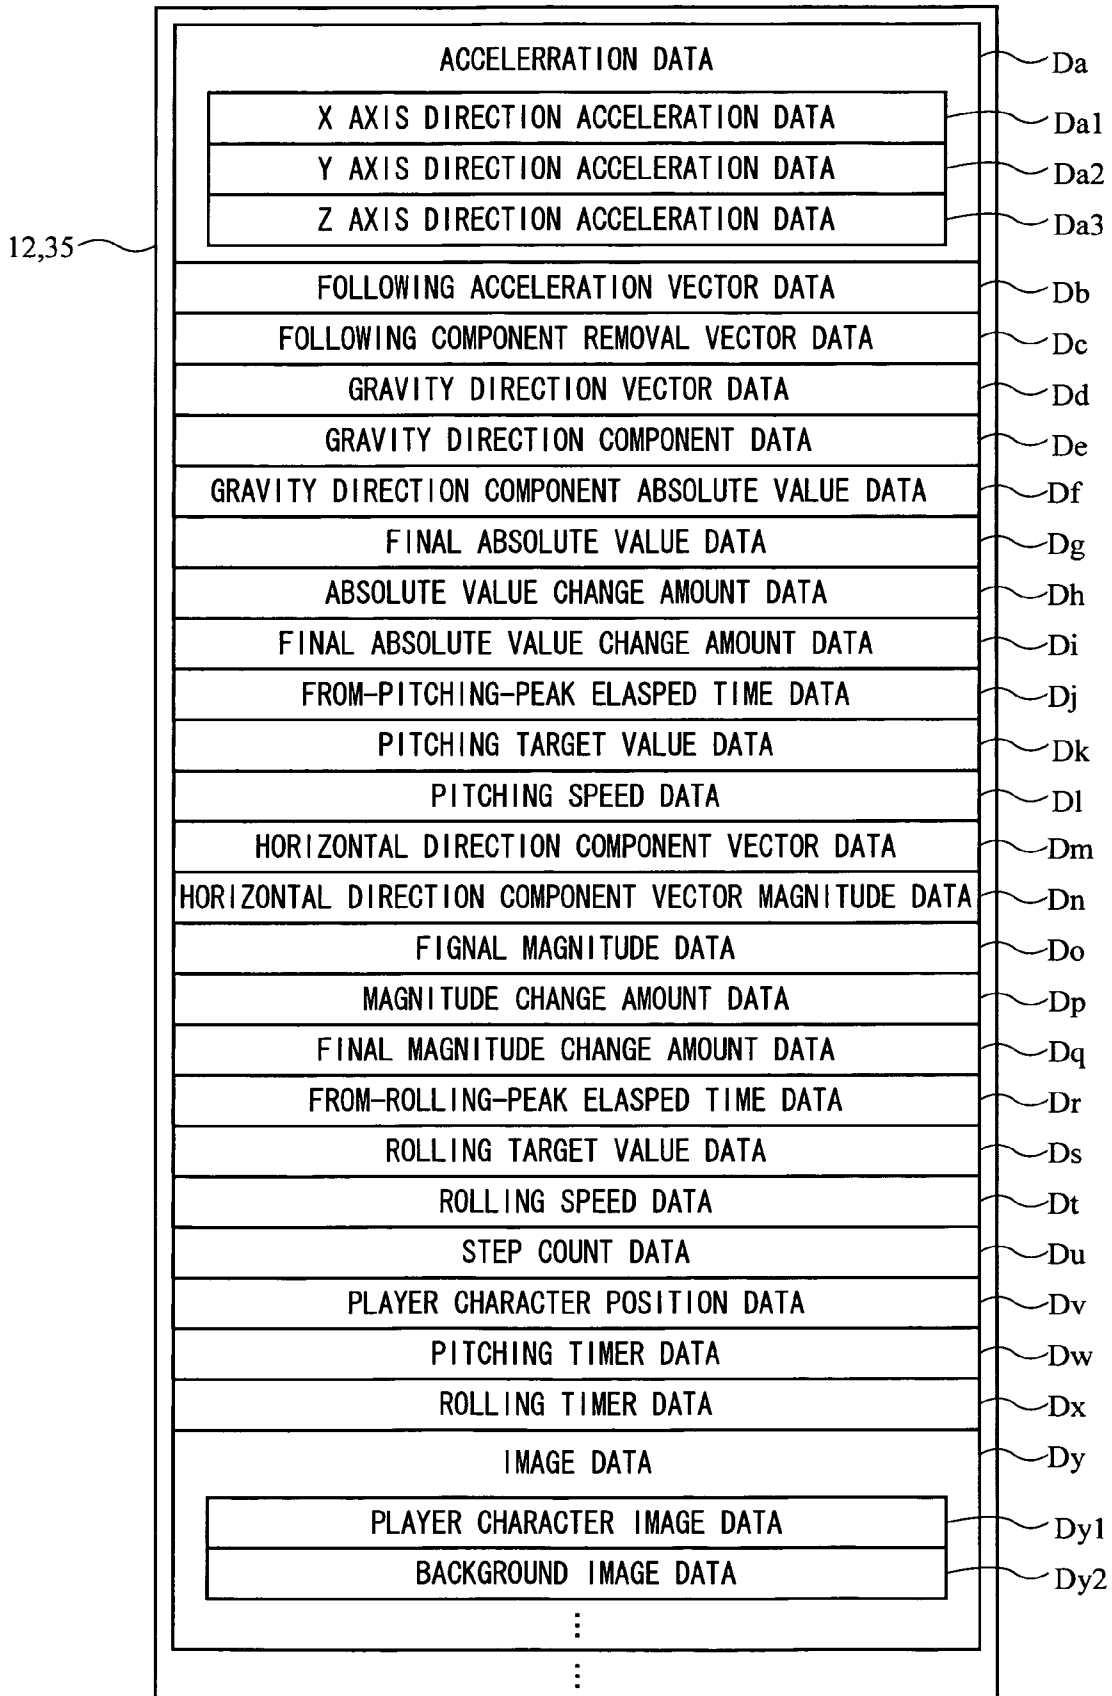 ACCELERRATION DATA Da
X AXIS DIRECTION ACCELERATION DATA Da1
Y AXIS DIRECTION ACCELERATION DATA Da2
Z AXIS DIRECTION ACCELERATION DATA Da3
12,35
FOLLOWING ACCELERATION VECTOR DATA Db
FOLLOWING COMPONENT REMOVAL VECTOR DATA Dc
GRAVITY DIRECTION VECTOR DATA Dd
GRAVITY DIRECTION COMPONENT DATA De
GRAVITY DIRECTION COMPONENT ABSOLUTE VALUE DATA Df
FINAL ABSOLUTE VALUE DATA Dg
ABSOLUTE VALUE CHANGE AMOUNT DATA Dh
FINAL ABSOLUTE VALUE CHANGE AMOUNT DATA Di
FROM-PITCHING-PEAK ELASPED TIME DATA Dj
PITCHING TARGET VALUE DATA Dk
PITCHING SPEED DATA Dl
HORIZONTAL DIRECTION COMPONENT VECTOR DATA Dm
HORIZONTAL DIRECTION COMPONENT VECTOR MAGNITUDE DATA Dn
FIGNAL MAGNITUDE DATA Do
MAGNITUDE CHANGE AMOUNT DATA Dp
FINAL MAGNITUDE CHANGE AMOUNT DATA Dq
FROM-ROLLING-PEAK ELASPED TIME DATA Dr
ROLLING TARGET VALUE DATA Ds
ROLLING SPEED DATA Dt
STEP COUNT DATA Du
PLAYER CHARACTER POSITION DATA Dv
PITCHING TIMER DATA Dw
ROLLING TIMER DATA Dx
IMAGE DATA Dy
PLAYER CHARACTER IMAGE DATA Dy1
BACKGROUND IMAGE DATA Dy2